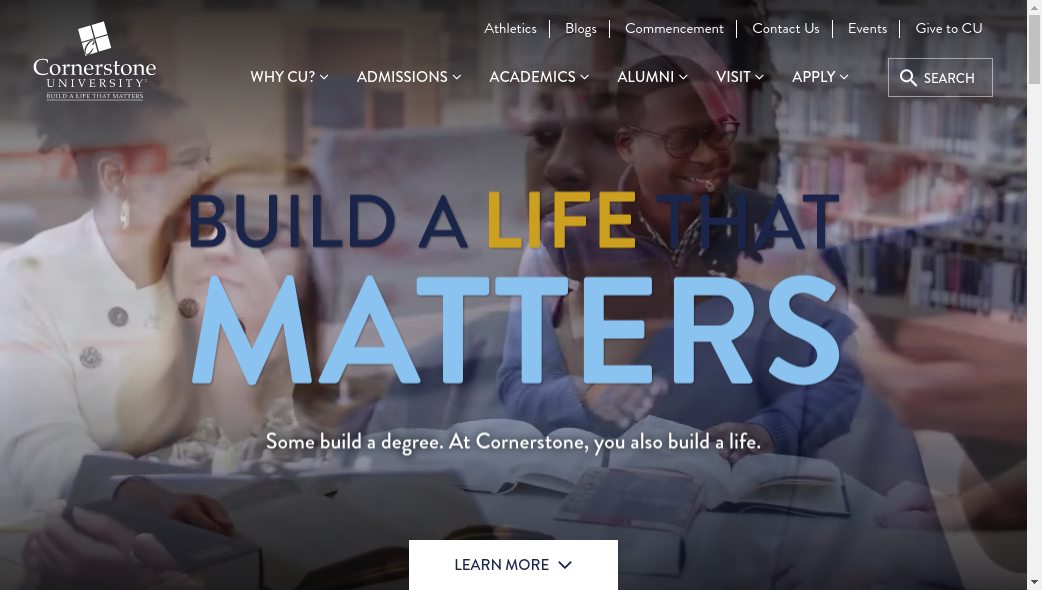 Athletics
Blogs
Commencement
Contact Us
Events
Give to CU
Cornerstone
UNIVERSITY
BUILD A LIFE THAT MATTERS
WHY CU?
ADMISSIONS
ACADEMICS
ALUMNI
VISIT
APPLY
SEARCH
BUILD A LIFE THAT
MATTERS
Some build a degree. At Cornerstone, you also build a life.
LEARN MORE